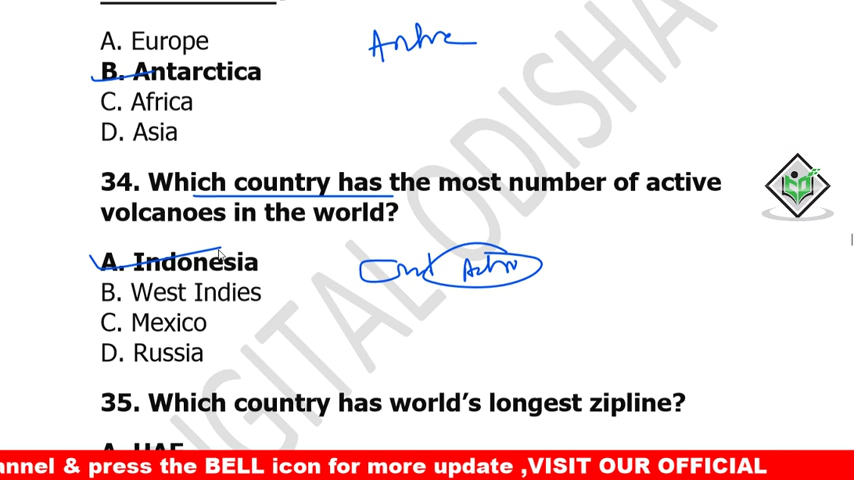 A. Europe
B. Antarctica
C. Africa
D. Asia
34. Which country has the most number of active
volcanoes in the world?
A. Indonesia
B. West Indies
C. Mexico
D. Russia
35. Which country has world's longest zipline?
A. UAE
annel & press the BELL icon for more update ,VISIT OUR OFFICIAL
IGITAL ODISHA